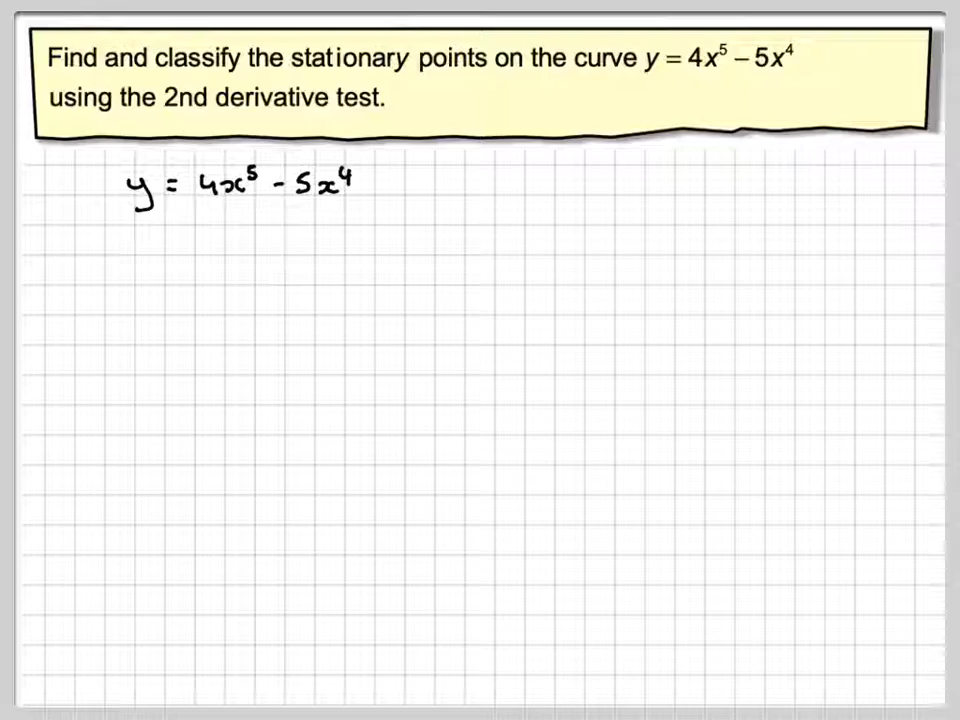 Find and classify the stationary points on the curve y = 4x⁵ – 5x⁴
using the 2nd derivative test.
y = 4x⁵ - 5x⁴